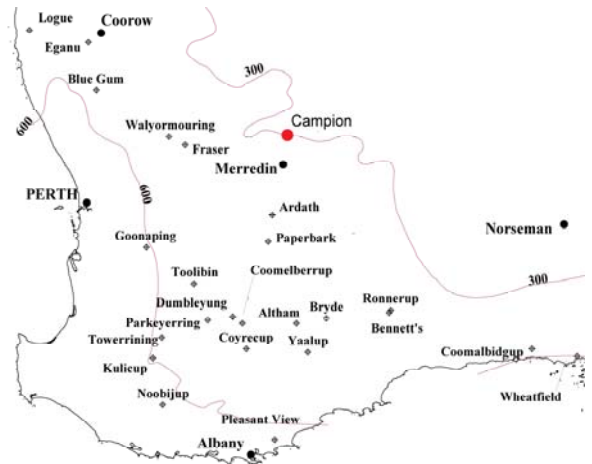 Logue
Coorow
Eganu
300
Blue Gum
600
Campion
Walyormouring
Fraser
Merredin
600
PERTH
Ardath
Norseman
Goonaping
Paperbark
Toolibin
Coomelberrup
300
Dumbleyung
Bryde
Ronnerup
Parkeyerring
Altham
Bennett's
Towerrining
Coyrecup
Yaalup
Coomalbidgup
Kulicup
Noobijup
Wheatfield
Pleasant View
Albany